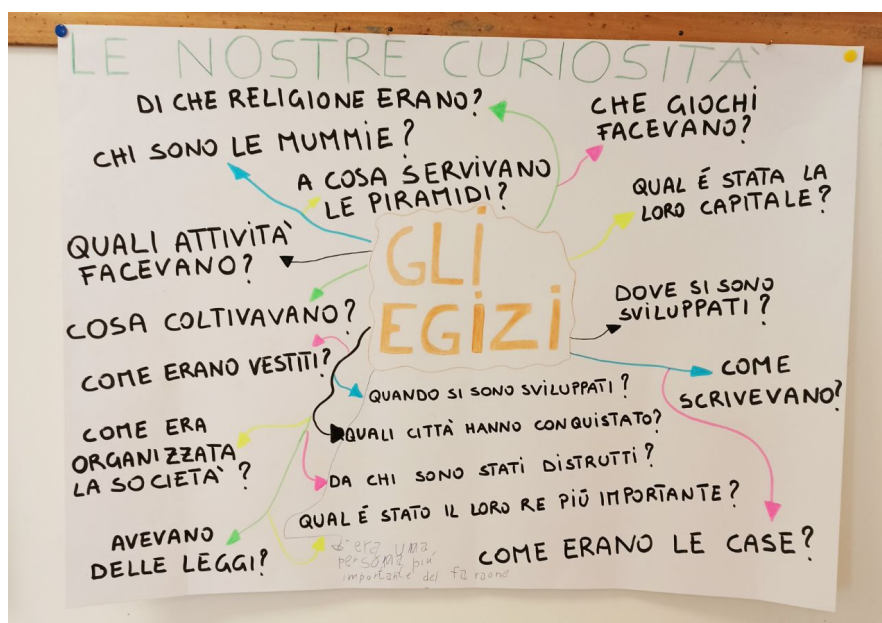 LE NOSTRE CURIOSITÀ
DI CHE RELIGIONE ERANO?
CHE GIOCHI
FACEVANO?
CHI SONO LE MUMMIE?
A COSA SERVIVANO
LE PIRAMIDI?
QUAL É STATA LA
LORO CAPITALE?
QUALI ATTIVITÀ
FACEVANO?
GLI
EGIZI
DOVE SI SONO
SVILUPPATI?
COSA COLTIVAVANO?
COME ERANO VESTITI?
COME
SCRIVEVANO?
QUANDO SI SONO SVILUPPATI?
QUALI CITTÀ HANNO CONQUISTATO?
COME ERA
ORGANIZZATA
LA SOCIETÀ?
DA CHI SONO STATI DISTRUTTI?
QUAL É STATO IL LORO RE PIÚ IMPORTANTE?
AVEVANO
DELLE LEGGI?
era una
persona più
importante del faraone
COME ERANO LE CASE?